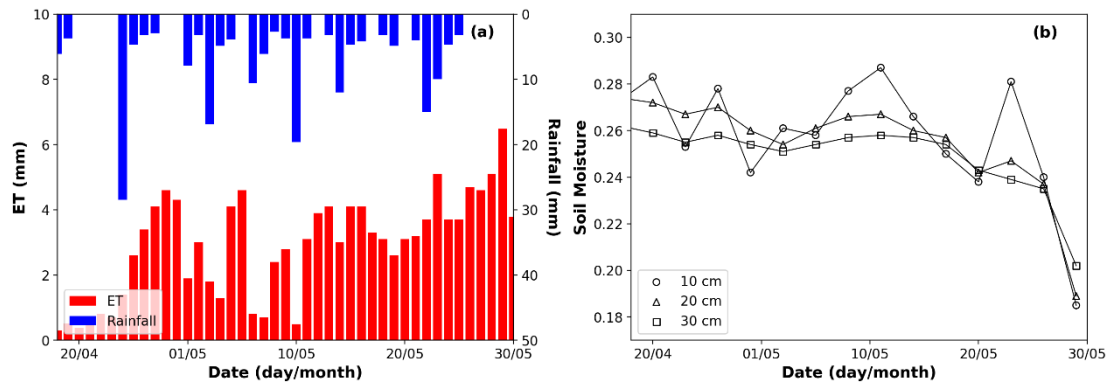 (a)
10
8
6
4
2
0
ET (mm)
0
10
20
30
40
50
Rainfall (mm)
ET
Rainfall
20/04
01/05
10/05
20/05
30/05
Date (day/month)
(b)
0.30
0.28
0.26
0.24
0.22
0.20
0.18
Soil Moisture
10 cm
20 cm
30 cm
20/04
01/05
10/05
20/05
30/05
Date (day/month)